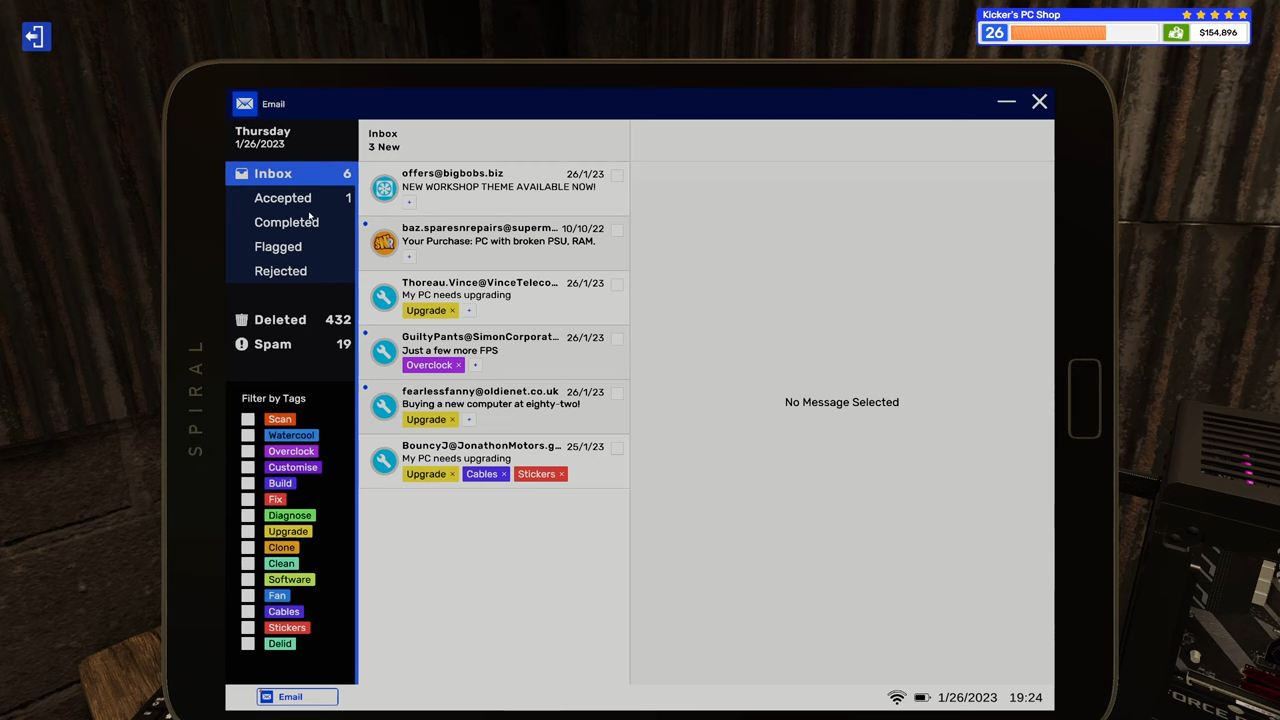 Kicker's PC Shop
26
$154,896
Email
Thursday
1/26/2023
Inbox 6
Accepted 1
Completed
Flagged
Rejected
Deleted 432
Spam 19
Filter by Tags
Scan
Watercool
Overclock
Customise
Build
Fix
Diagnose
Upgrade
Clone
Clean
Software
Fan
Cables
Stickers
Delid
Inbox
3 New
offers@bigbobs.biz 26/1/23
NEW WORKSHOP THEME AVAILABLE NOW!
+
baz.sparesnrepairs@superm... 10/10/22
Your Purchase: PC with broken PSU, RAM.
+
Thoreau.Vince@VinceTeleco... 26/1/23
My PC needs upgrading
Upgrade × +
GuiltyPants@SimonCorporat... 26/1/23
Just a few more FPS
Overclock × +
fearlessfanny@oldienet.co.uk 26/1/23
Buying a new computer at eighty-two!
Upgrade × +
BouncyJ@JonathonMotors.g... 25/1/23
My PC needs upgrading
Upgrade × Cables × Stickers ×
No Message Selected
SPIRAL
Email
1/26/2023 19:24